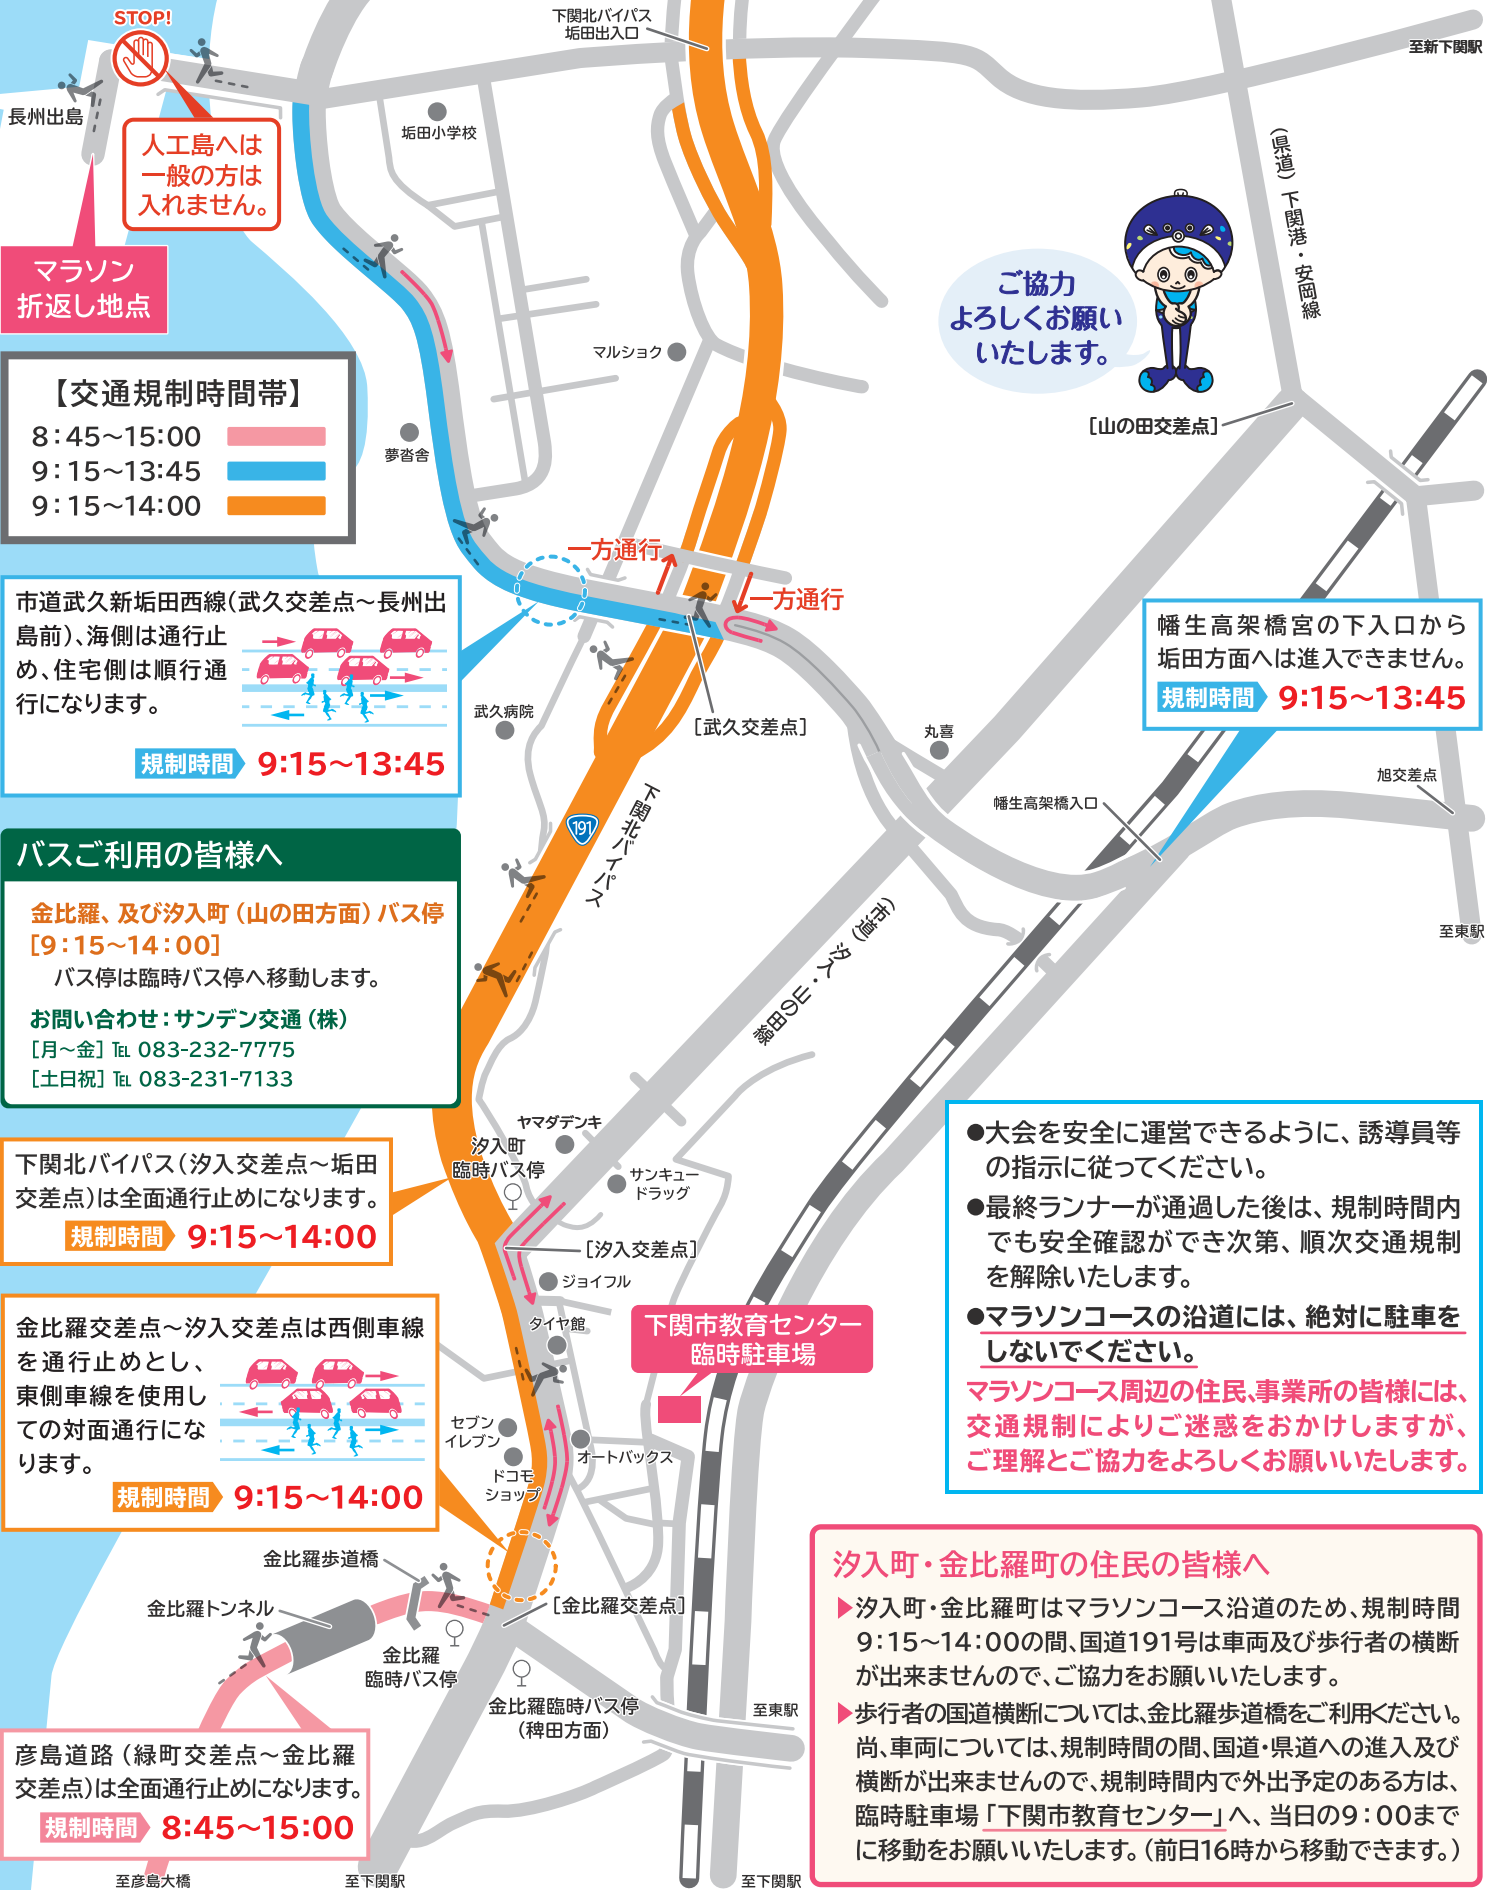 STOP!
下関北バイパス
垢田出入口
至新下関駅
長州出島
人工島へは
一般の方は
入れません。
垢田小学校
(県道)下関港・安岡線
マラソン
折返し地点
ご協力
よろしくお願い
いたします。
マルショク
【交通規制時間帯】
8:45～15:00
9:15～13:45
9:15～14:00
[山の田交差点]
夢沓舎
一方通行
一方通行
市道武久新垢田西線(武久交差点～長州出
島前)、海側は通行止
め、住宅側は順行通
行になります。
規制時間 9:15～13:45
幡生高架橋宮の下入口から
垢田方面へは進入できません。
規制時間 9:15～13:45
武久病院
[武久交差点]
丸喜
旭交差点
幡生高架橋入口
下関北バイパス
191
バスご利用の皆様へ
金比羅、及び汐入町(山の田方面)バス停
[9:15～14:00]
バス停は臨時バス停へ移動します。
お問い合わせ:サンデン交通(株)
[月～金] ℡ 083-232-7775
[土日祝] ℡ 083-231-7133
(市道)汐入・山の田線
至東駅
ヤマダデンキ
汐入町
臨時バス停
サンキュー
ドラッグ
下関北バイパス(汐入交差点～垢田
交差点)は全面通行止めになります。
規制時間 9:15～14:00
[汐入交差点]
ジョイフル
タイヤ館
下関市教育センター
臨時駐車場
●大会を安全に運営できるように、誘導員等
の指示に従ってください。
●最終ランナーが通過した後は、規制時間内
でも安全確認ができ次第、順次交通規制
を解除いたします。
●マラソンコースの沿道には、絶対に駐車を
しないでください。
マラソンコース周辺の住民、事業所の皆様には、
交通規制によりご迷惑をおかけしますが、
ご理解とご協力をよろしくお願いいたします。
金比羅交差点～汐入交差点は西側車線
を通行止めとし、
東側車線を使用し
ての対面通行にな
ります。
規制時間 9:15～14:00
セブン
イレブン
オートバックス
ドコモ
ショップ
金比羅歩道橋
金比羅トンネル
[金比羅交差点]
金比羅
臨時バス停
金比羅臨時バス停
(稗田方面)
至東駅
彦島道路(緑町交差点～金比羅
交差点)は全面通行止めになります。
規制時間 8:45～15:00
至彦島大橋
至下関駅
至下関駅
汐入町・金比羅町の住民の皆様へ
▶汐入町・金比羅町はマラソンコース沿道のため、規制時間
9:15～14:00の間、国道191号は車両及び歩行者の横断
が出来ませんので、ご協力をお願いいたします。
▶歩行者の国道横断については、金比羅歩道橋をご利用ください。
尚、車両については、規制時間の間、国道・県道への進入及び
横断が出来ませんので、規制時間内で外出予定のある方は、
臨時駐車場「下関市教育センター」へ、当日の9:00まで
に移動をお願いいたします。(前日16時から移動できます。)